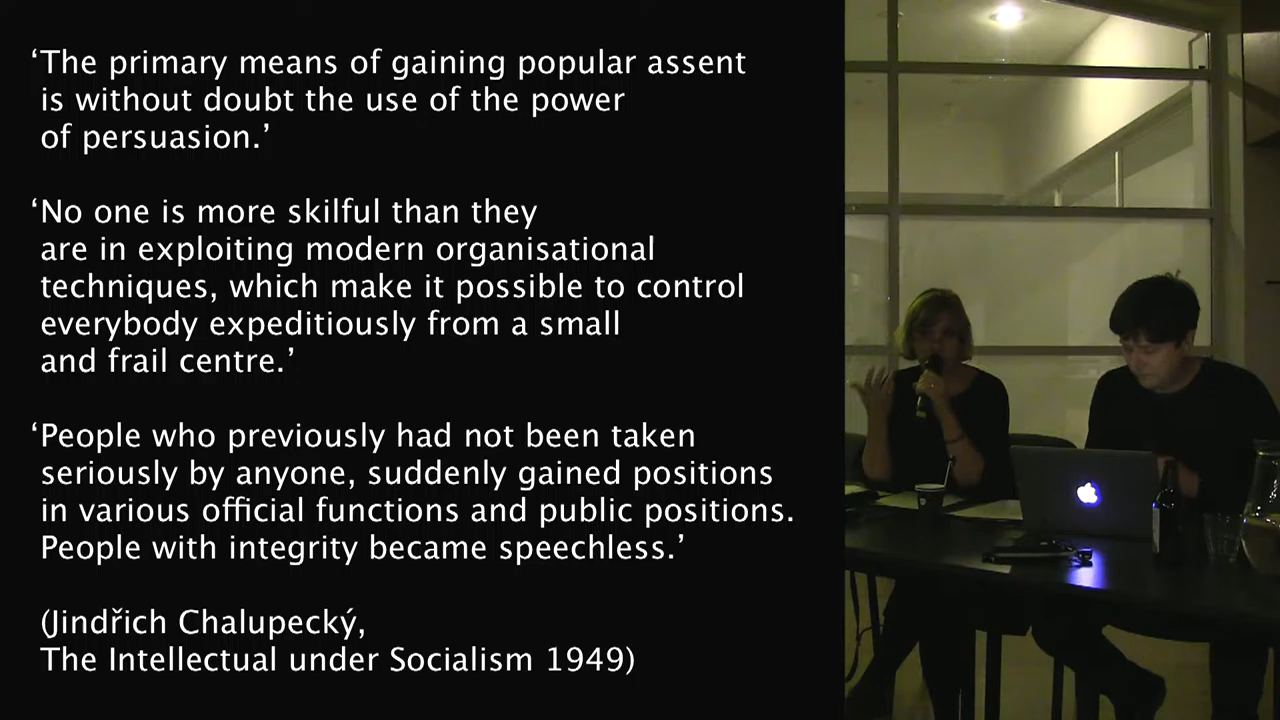 ‘The primary means of gaining popular assent
is without doubt the use of the power
of persuasion.’
‘No one is more skilful than they
are in exploiting modern organisational
techniques, which make it possible to control
everybody expeditiously from a small
and frail centre.’
‘People who previously had not been taken
seriously by anyone, suddenly gained positions
in various official functions and public positions.
People with integrity became speechless.’
(Jindřich Chalupecký,
The Intellectual under Socialism 1949)